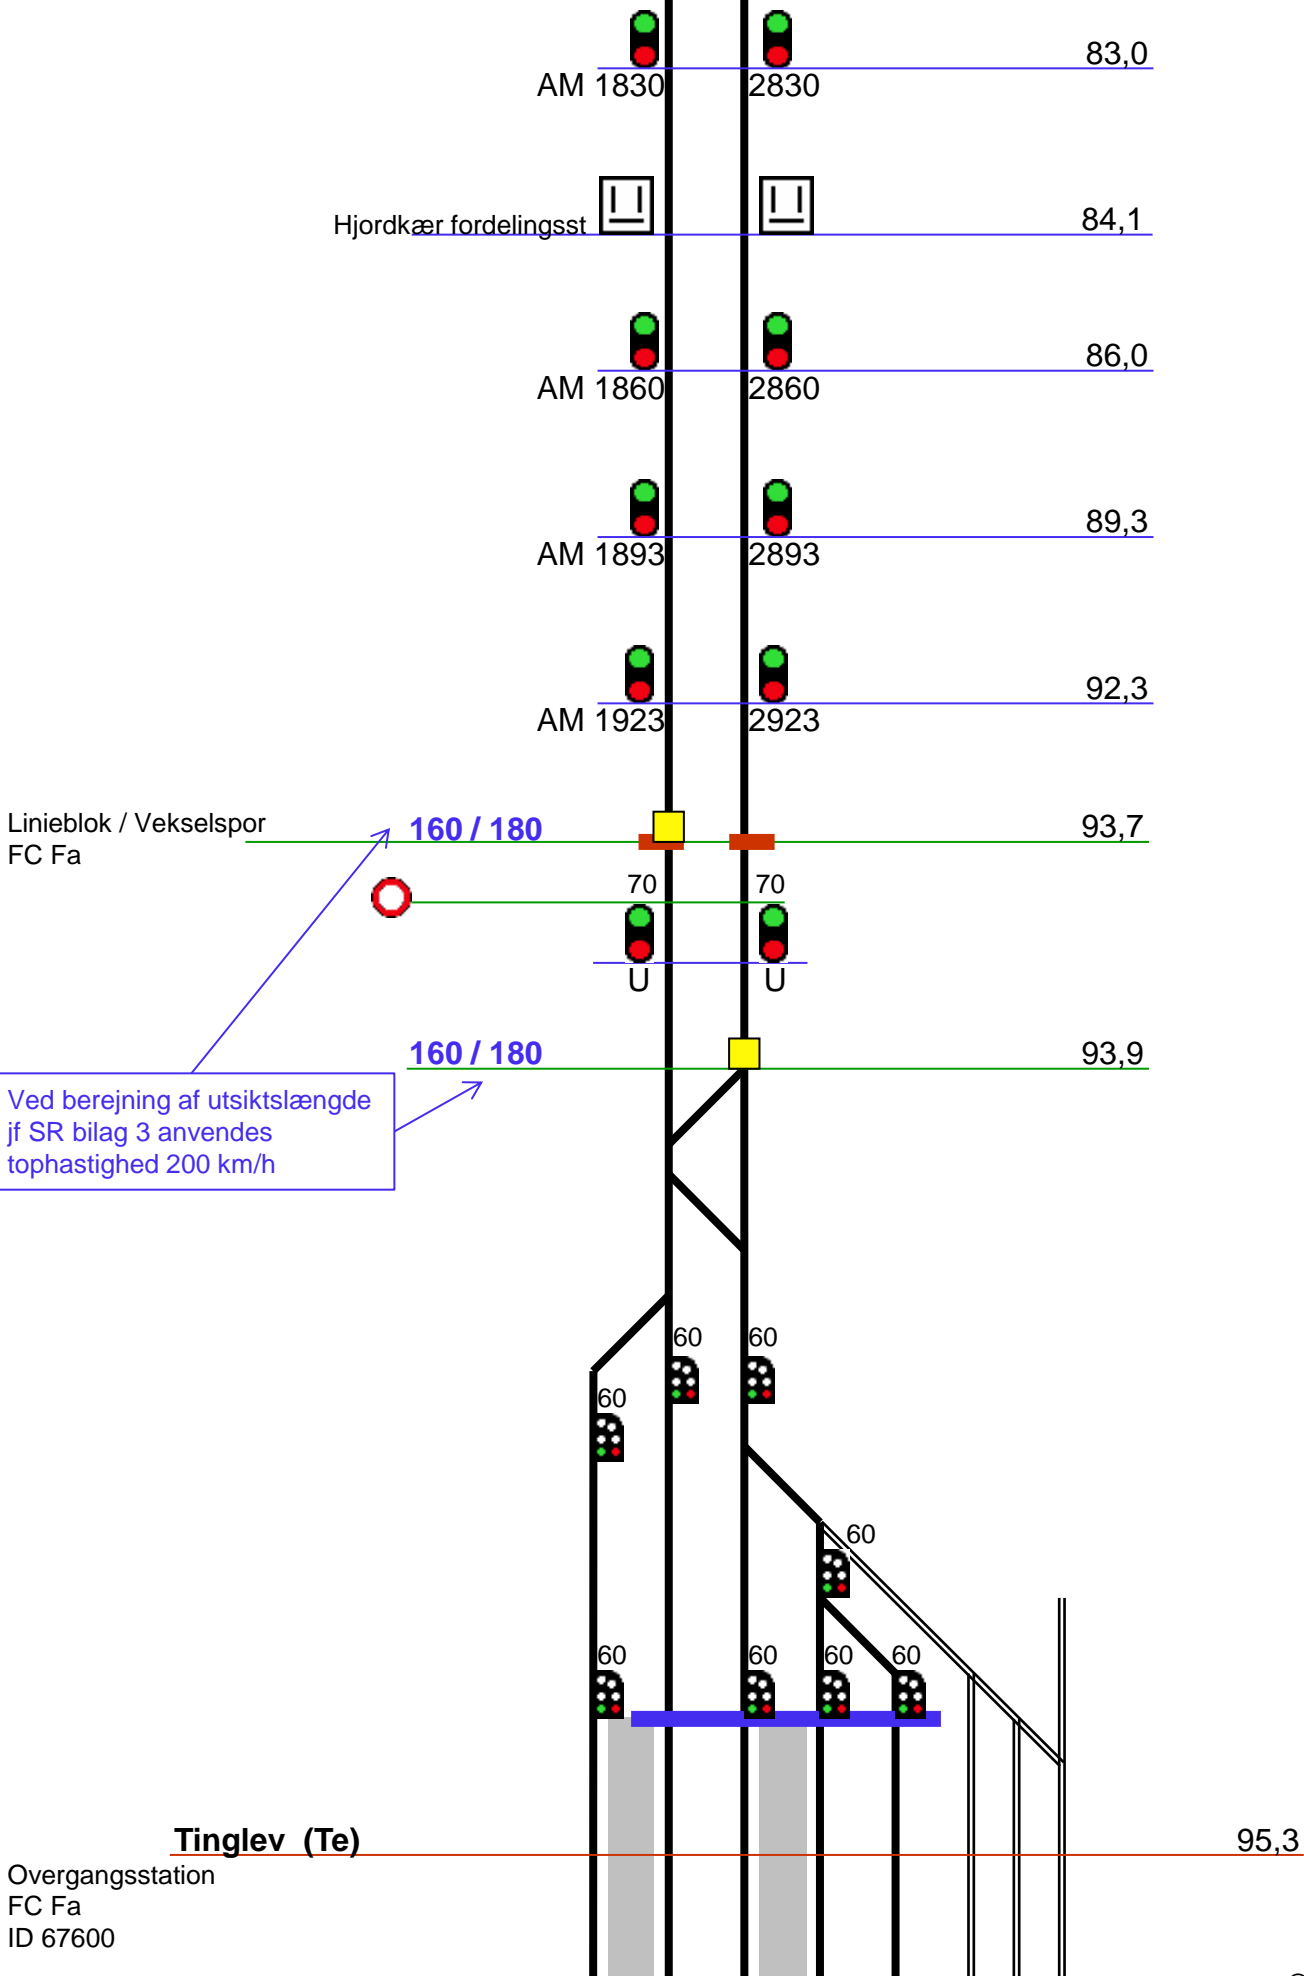 83,0
AM 1830 2830
Hjordkær fordelingsst 84,1
86,0
AM 1860 2860
89,3
AM 1893 2893
92,3
AM 1923 2923
Linieblok / Vekselspor 160 / 180 93,7
FC Fa
70 70
U U
160 / 180 93,9
Ved berejning af utsiktslængde
jf SR bilag 3 anvendes
tophastighed 200 km/h
60 60
60
60
60 60 60 60
Tinglev (Te) 95,3
Overgangsstation
FC Fa
ID 67600